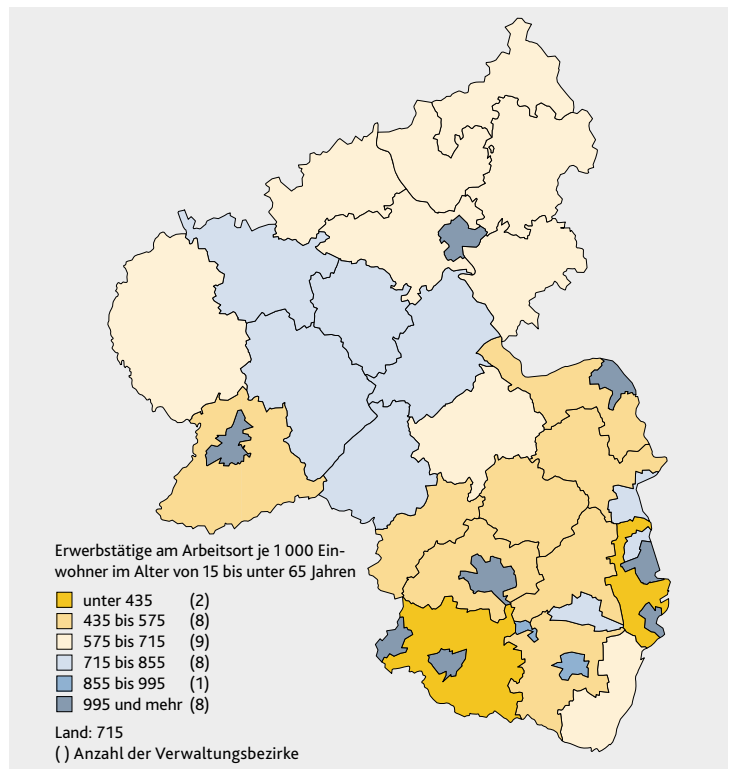 Erwerbstätige am Arbeitsort je 1 000 Ein-
wohner im Alter von 15 bis unter 65 Jahren
unter 435 (2)
435 bis 575 (8)
575 bis 715 (9)
715 bis 855 (8)
855 bis 995 (1)
995 und mehr (8)
Land: 715
( ) Anzahl der Verwaltungsbezirke